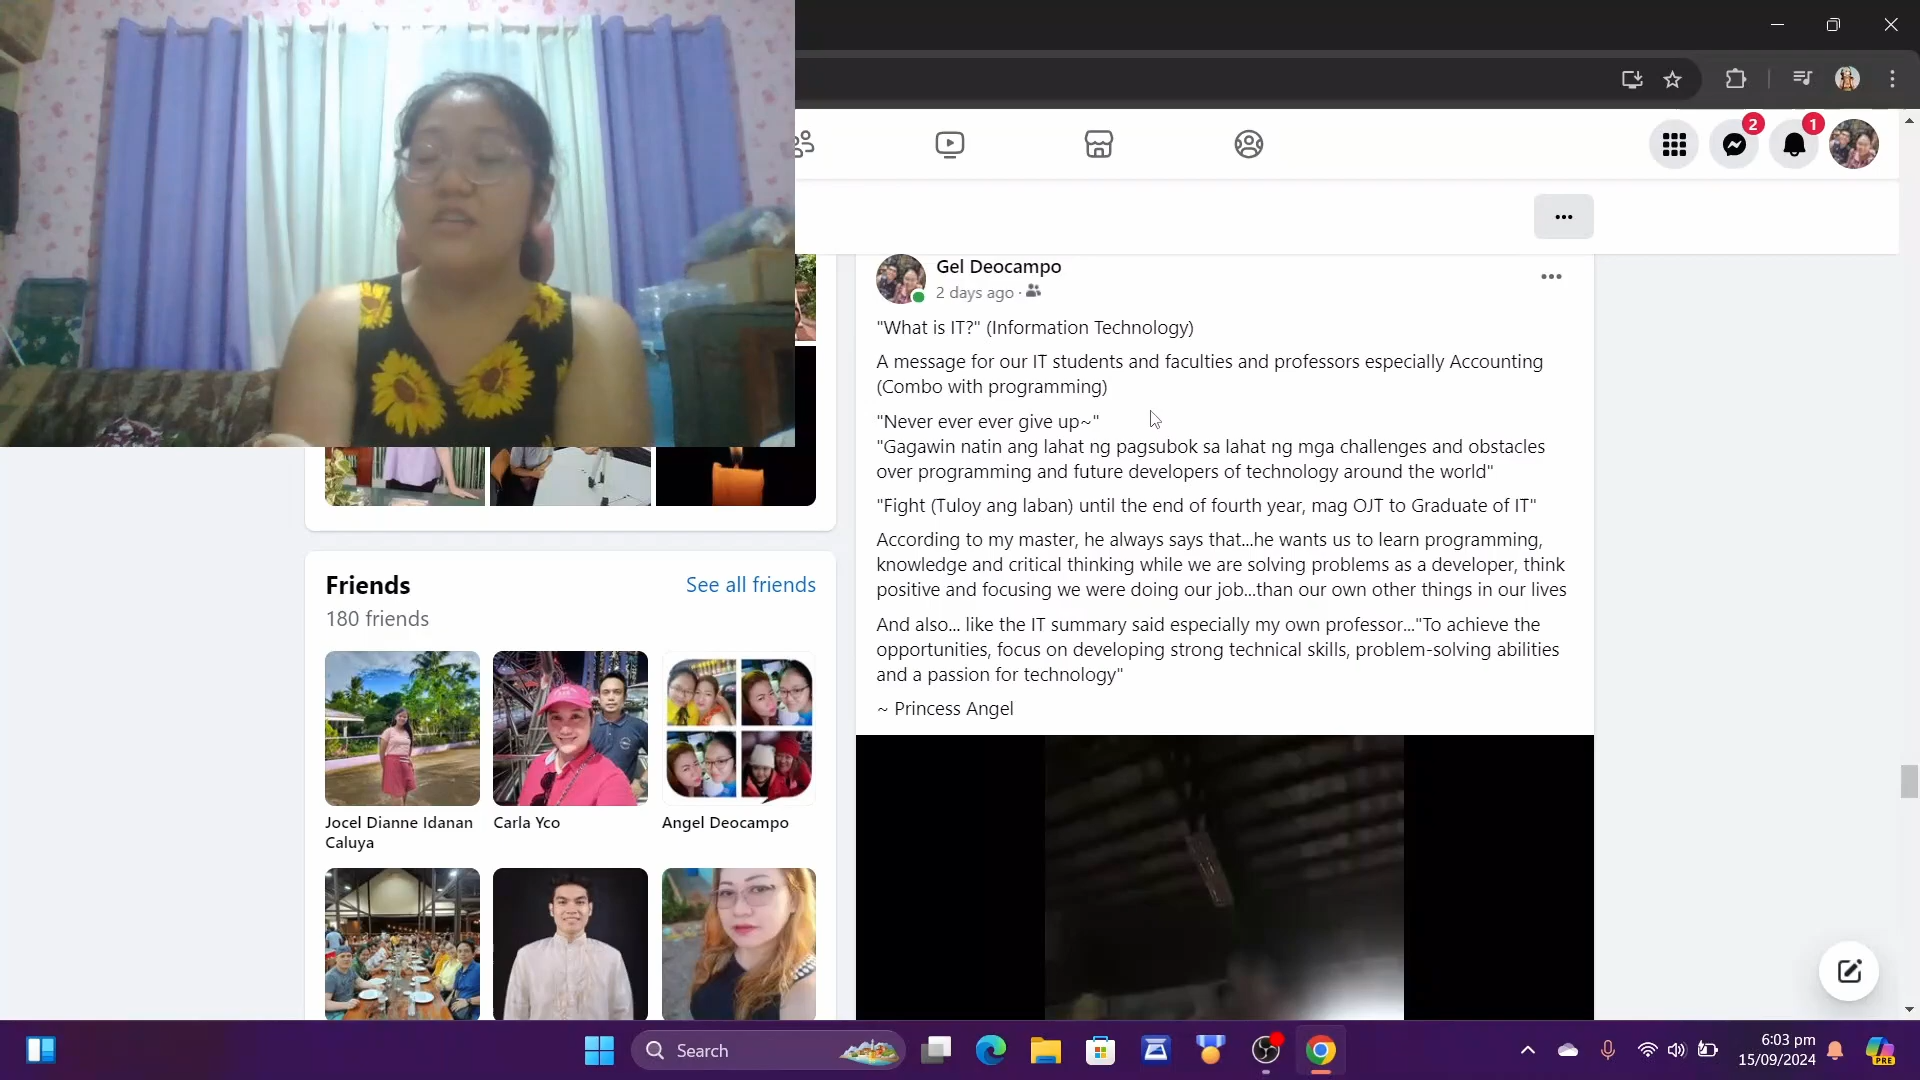 2
1
Gel Deocampo
2 days ago ·
"What is IT?" (Information Technology)
A message for our IT students and faculties and professors especially Accounting
(Combo with programming)
"Never ever ever give up~"
"Gagawin natin ang lahat ng pagsubok sa lahat ng mga challenges and obstacles
over programming and future developers of technology around the world"
"Fight (Tuloy ang laban) until the end of fourth year, mag OJT to Graduate of IT"
According to my master, he always says that...he wants us to learn programming,
knowledge and critical thinking while we are solving problems as a developer, think
positive and focusing we were doing our job...than our own other things in our lives
And also... like the IT summary said especially my own professor..."To achieve the
opportunities, focus on developing strong technical skills, problem-solving abilities
and a passion for technology"
~ Princess Angel
Friends
See all friends
180 friends
Jocel Dianne Idanan
Caluya
Carla Yco
Angel Deocampo
Search
6:03 pm
15/09/2024
PRE